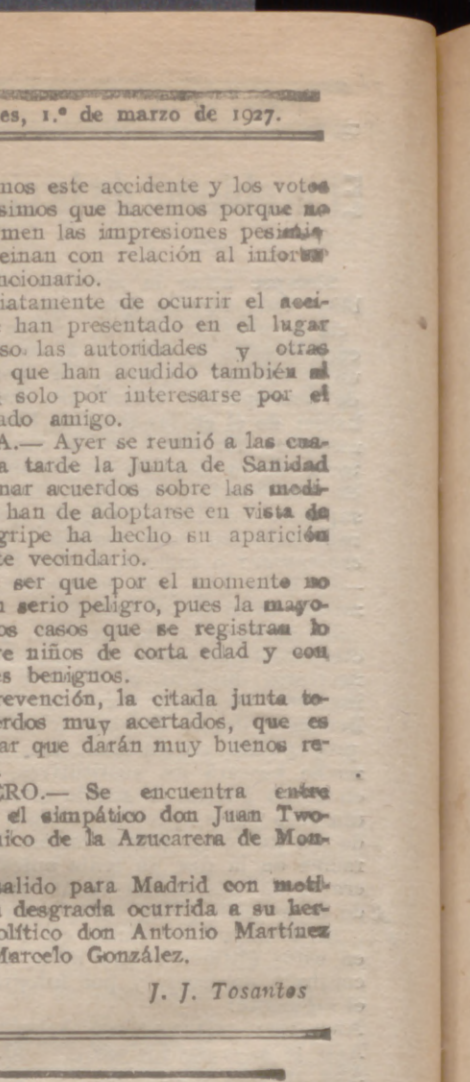 es, 1.º de marzo de 1927.
nos este accidente y los votos
simos que hacemos porque no
men las impresiones pesimis-
einan con relación al infortu-
ncionario.
iatamente de ocurrir el acci-
han presentado en el lugar
so. las autoridades y otras
que han acudido también al
solo por interesarse por el
ado amigo.
A.— Ayer se reunió a las cua-
a tarde la Junta de Sanidad
nar acuerdos sobre las medi-
han de adoptarse en vista de
gripe ha hecho su aparición
te vecindario.
ser que por el momento no
n serio peligro, pues la mayo-
os casos que se registran lo
re niños de corta edad y con
s benignos.
revención, la citada junta to-
erdos muy acertados, que es
ar que darán muy buenos re-
ERO.— Se encuentra entre
el simpático don Juan Two-
nico de la Azucarera de Mon-
salido para Madrid con moti-
a desgracia ocurrida a su her-
olítico don Antonio Martínez
Marcelo González.
J. J. Tosantos